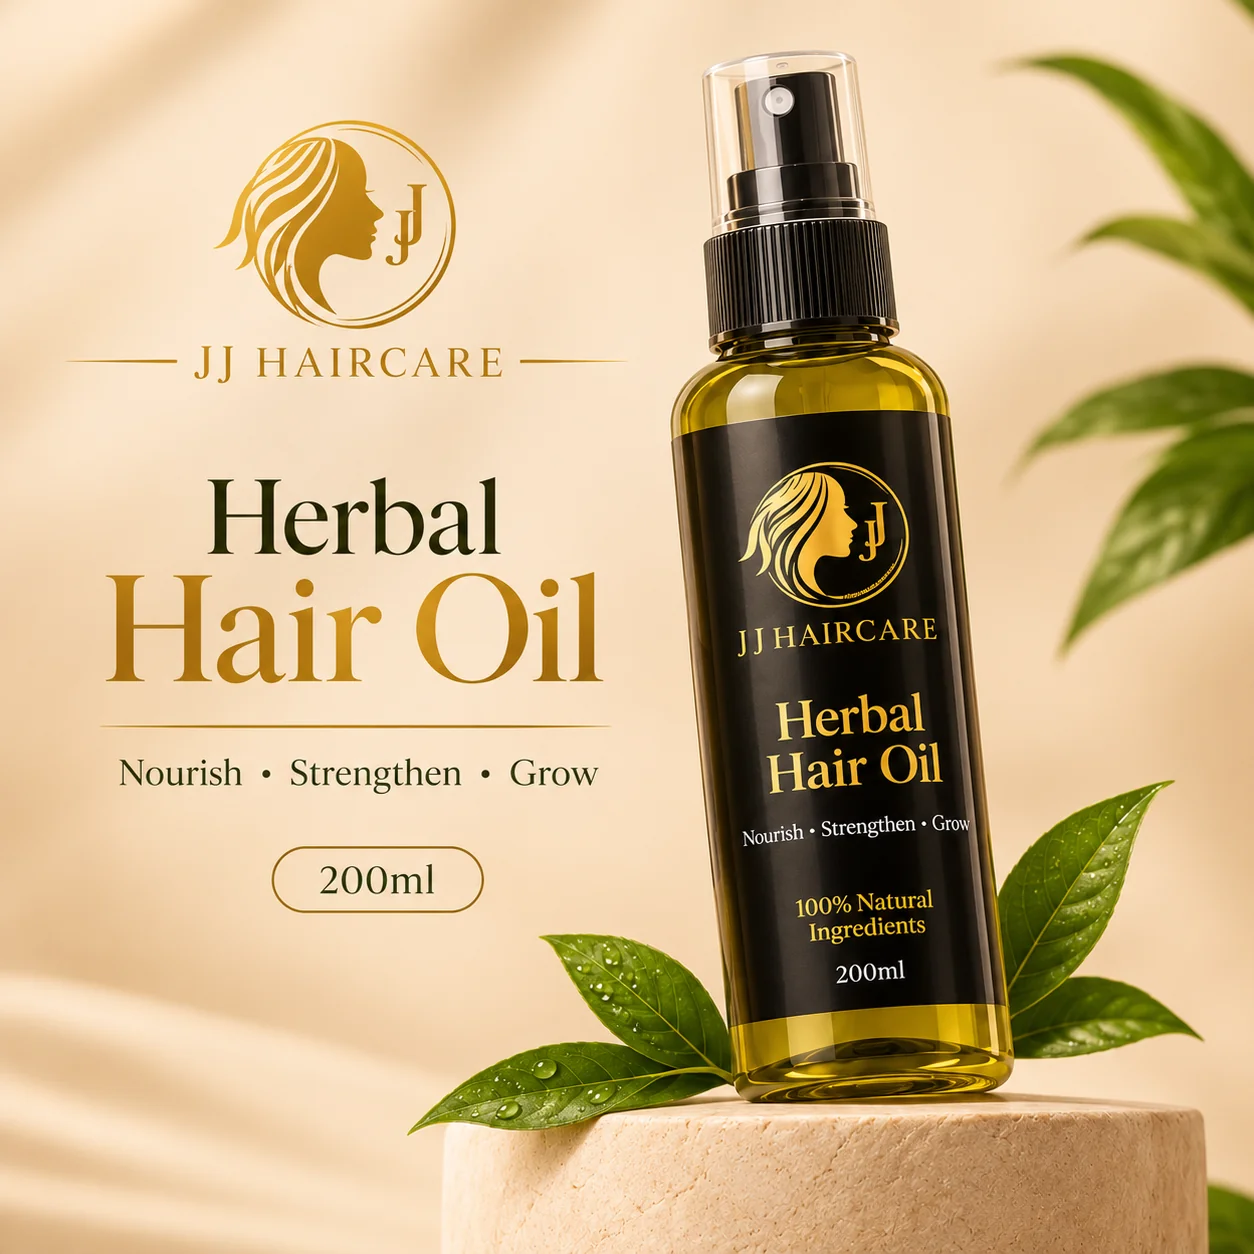 JJ
JJ HAIRCARE
Herbal
Hair Oil
Nourish • Strengthen • Grow
200ml
JJ
JJ HAIRCARE
Herbal
Hair Oil
Nourish • Strengthen • Grow
100% Natural
Ingredients
200ml